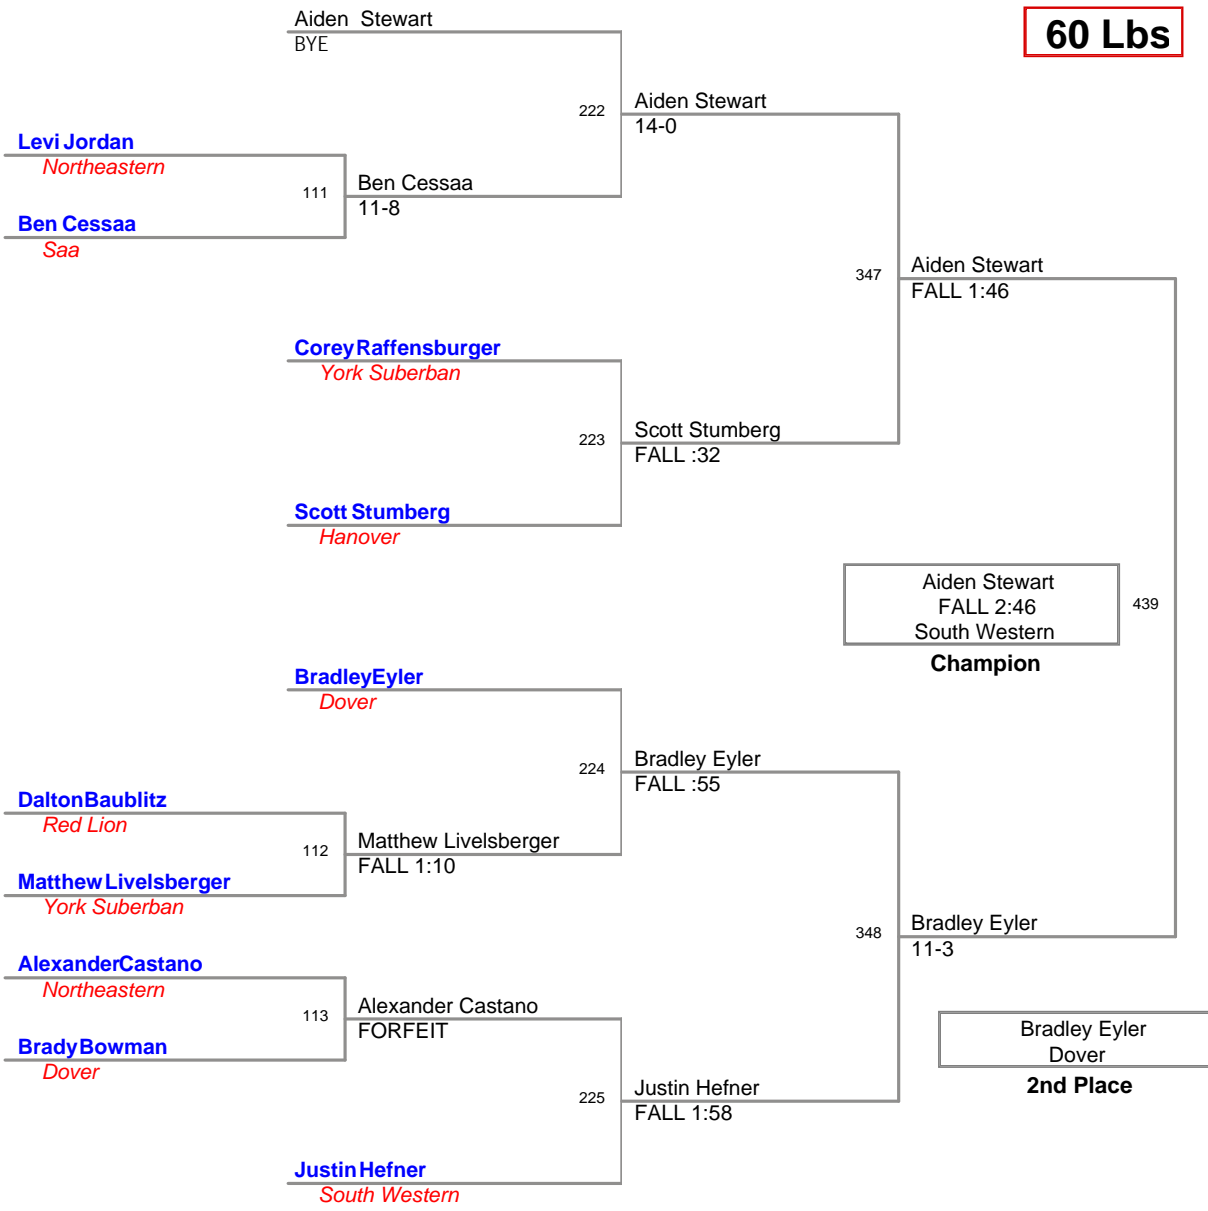 60 Lbs
Aiden Stewart
BYE
222
Aiden Stewart
14-0
Levi Jordan
Northeastern
111
Ben Cessaa
11-8
Ben Cessaa
Saa
347
Aiden Stewart
FALL 1:46
Corey Raffensburger
York Suberban
223
Scott Stumberg
FALL :32
Scott Stumberg
Hanover
Aiden Stewart
FALL 2:46
South Western
439
Champion
Bradley Eyler
Dover
224
Bradley Eyler
FALL :55
Dalton Baublitz
Red Lion
112
Matthew Livelsberger
FALL 1:10
Matthew Livelsberger
York Suberban
348
Bradley Eyler
11-3
Alexander Castano
Northeastern
113
Alexander Castano
FORFEIT
Brady Bowman
Dover
Bradley Eyler
Dover
2nd Place
225
Justin Hefner
FALL 1:58
Justin Hefner
South Western